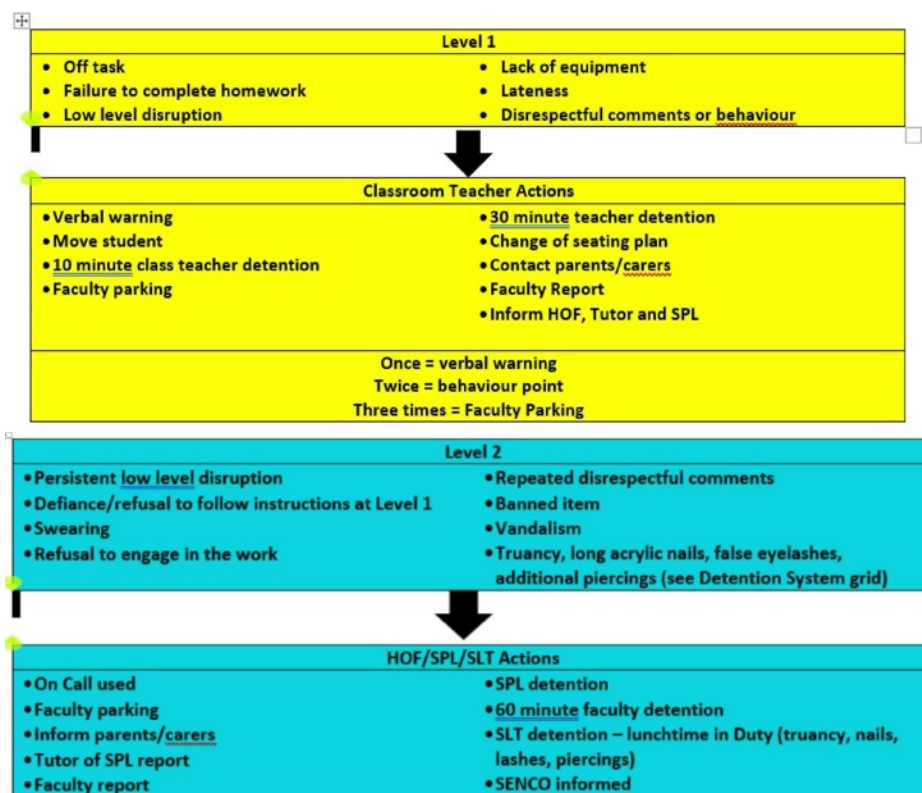 Level 1
• Off task
• Failure to complete homework
• Low level disruption
• Lack of equipment
• Lateness
• Disrespectful comments or behaviour
Classroom Teacher Actions
• Verbal warning
• Move student
• 10 minute class teacher detention
• Faculty parking
• 30 minute teacher detention
• Change of seating plan
• Contact parents/carers
• Faculty Report
• Inform HOF, Tutor and SPL
Once = verbal warning
Twice = behaviour point
Three times = Faculty Parking
Level 2
• Persistent low level disruption
• Defiance/refusal to follow instructions at Level 1
• Swearing
• Refusal to engage in the work
• Repeated disrespectful comments
• Banned item
• Vandalism
• Truancy, long acrylic nails, false eyelashes,
additional piercings (see Detention System grid)
HOF/SPL/SLT Actions
• On Call used
• Faculty parking
• Inform parents/carers
• Tutor of SPL report
• Faculty report
• SPL detention
• 60 minute faculty detention
• SLT detention – lunchtime in Duty (truancy, nails,
lashes, piercings)
• SENCO informed